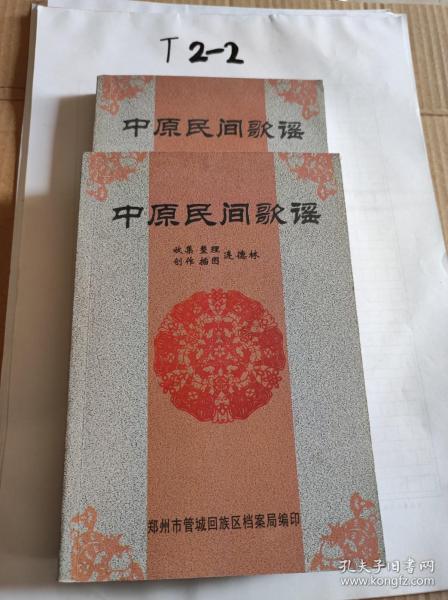 T 2-2
中原民间歌谣
中原民间歌谣
收集 整理
创作 插图 连德林
郑州市管城回族区档案局编印
孔夫子旧书网
book.kongfz.com